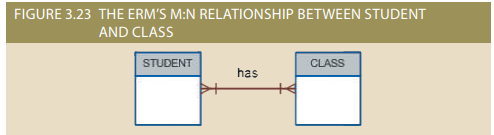 FIGURE 3.23 THE ERM'S M:N RELATIONSHIP BETWEEN STUDENT
AND CLASS
STUDENT
has
CLASS